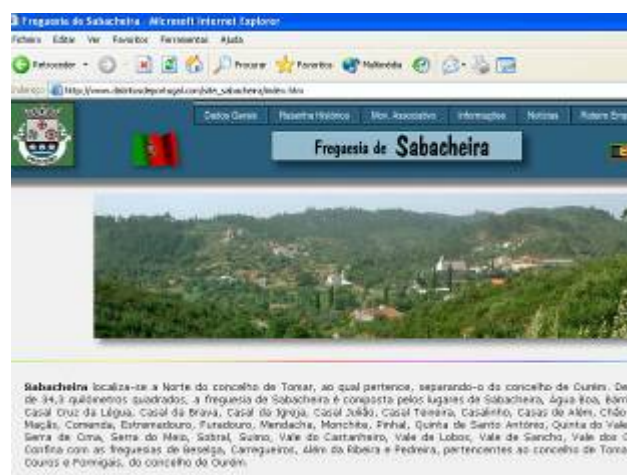 Freguesia de Sabacheira - Microsoft Internet Explorer
Ficheiro Editar Ver Favoritos Ferramentas Ajuda
Retroceder Procurar Favoritos Multimédia
Endereço http://www.distritosdeportugal.com/site_sabacheira/index.htm
Dados Gerais Resenha Histórica Mov. Associativo Informações Notícias Roteiro Emp
Freguesia de Sabacheira
Sabacheira localiza-se a Norte do concelho de Tomar, ao qual pertence, separando-o do concelho de Ourém. De
de 34,3 quilómetros quadrados, a freguesia de Sabacheira é composta pelos lugares de Sabacheira, Água Boa, Barr
Casal Cruz da Légua, Casal da Brava, Casal da Igreja, Casal Julião, Casal Teixeira, Casalinho, Casas de Além, Chão
Maçãs, Comenda, Estremadouro, Furadouro, Mendacha, Monchite, Pinhal, Quinta de Santo António, Quinta do Vale
Serra de Cima, Serra do Meio, Sobral, Suimo, Vale do Castanheiro, Vale de Lobos, Vale de Sancho, Vale dos
Confina com as freguesias de Beselga, Carregueiros, Além da Ribeira e Pedreira, pertencentes ao concelho de Toma
Couros e Formigais, do concelho de Ourém.